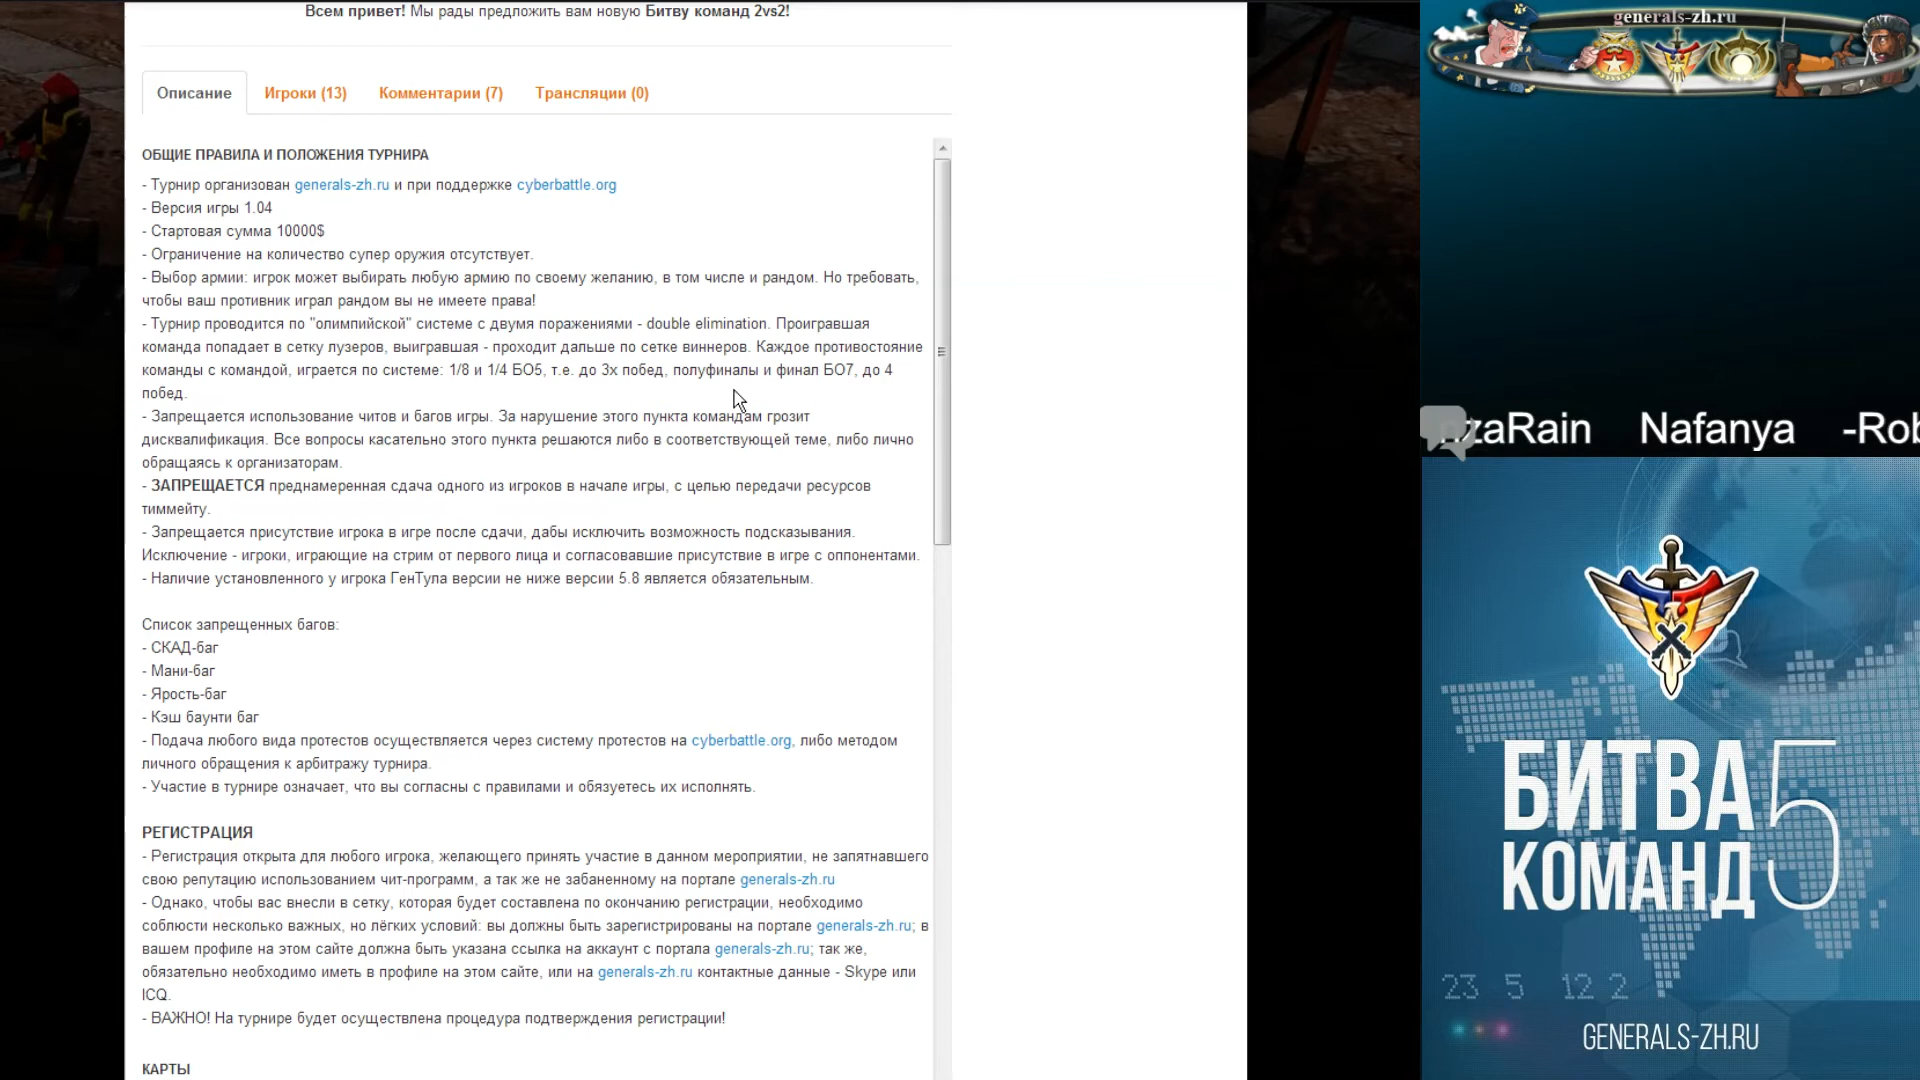 Всем привет! Мы рады предложить вам новую Битву команд 2vs2!
Описание
Игроки (13)
Комментарии (7)
Трансляции (0)
ОБЩИЕ ПРАВИЛА И ПОЛОЖЕНИЯ ТУРНИРА
- Турнир организован generals-zh.ru и при поддержке cyberbattle.org
- Версия игры 1.04
- Стартовая сумма 10000$
- Ограничение на количество супер оружия отсутствует.
- Выбор армии: игрок может выбирать любую армию по своему желанию, в том числе и рандом. Но требовать,
чтобы ваш противник играл рандом вы не имеете права!
- Турнир проводится по "олимпийской" системе с двумя поражениями - double elimination. Проигравшая
команда попадает в сетку лузеров, выигравшая - проходит дальше по сетке виннеров. Каждое противостояние
команды с командой, играется по системе: 1/8 и 1/4 БО5, т.е. до 3х побед, полуфиналы и финал БО7, до 4
побед.
- Запрещается использование читов и багов игры. За нарушение этого пункта командам грозит
дисквалификация. Все вопросы касательно этого пункта решаются либо в соответствующей теме, либо лично
обращаясь к организаторам.
- ЗАПРЕЩАЕТСЯ преднамеренная сдача одного из игроков в начале игры, с целью передачи ресурсов
тиммейту.
- Запрещается присутствие игрока в игре после сдачи, дабы исключить возможность подсказывания.
Исключение - игроки, играющие на стрим от первого лица и согласовавшие присутствие в игре с оппонентами.
- Наличие установленного у игрока ГенТула версии не ниже версии 5.8 является обязательным.
Список запрещенных багов:
- СКАД-баг
- Мани-баг
- Ярость-баг
- Кэш баунти баг
- Подача любого вида протестов осуществляется через систему протестов на cyberbattle.org, либо методом
личного обращения к арбитражу турнира.
- Участие в турнире означает, что вы согласны с правилами и обязуетесь их исполнять.
РЕГИСТРАЦИЯ
- Регистрация открыта для любого игрока, желающего принять участие в данном мероприятии, не запятнавшего
свою репутацию использованием чит-программ, а так же не забаненному на портале generals-zh.ru
- Однако, чтобы вас внесли в сетку, которая будет составлена по окончанию регистрации, необходимо
соблюсти несколько важных, но лёгких условий: вы должны быть зарегистрированы на портале generals-zh.ru; в
вашем профиле на этом сайте должна быть указана ссылка на аккаунт с портала generals-zh.ru; так же,
обязательно необходимо иметь в профиле на этом сайте, или на generals-zh.ru контактные данные - Skype или
ICQ.
- ВАЖНО! На турнире будет осуществлена процедура подтверждения регистрации!
КАРТЫ
generals-zh.ru
zaRain Nafanya -Rob
БИТВА
КОМАНД 5
23 5 12 2
GENERALS-ZH.RU